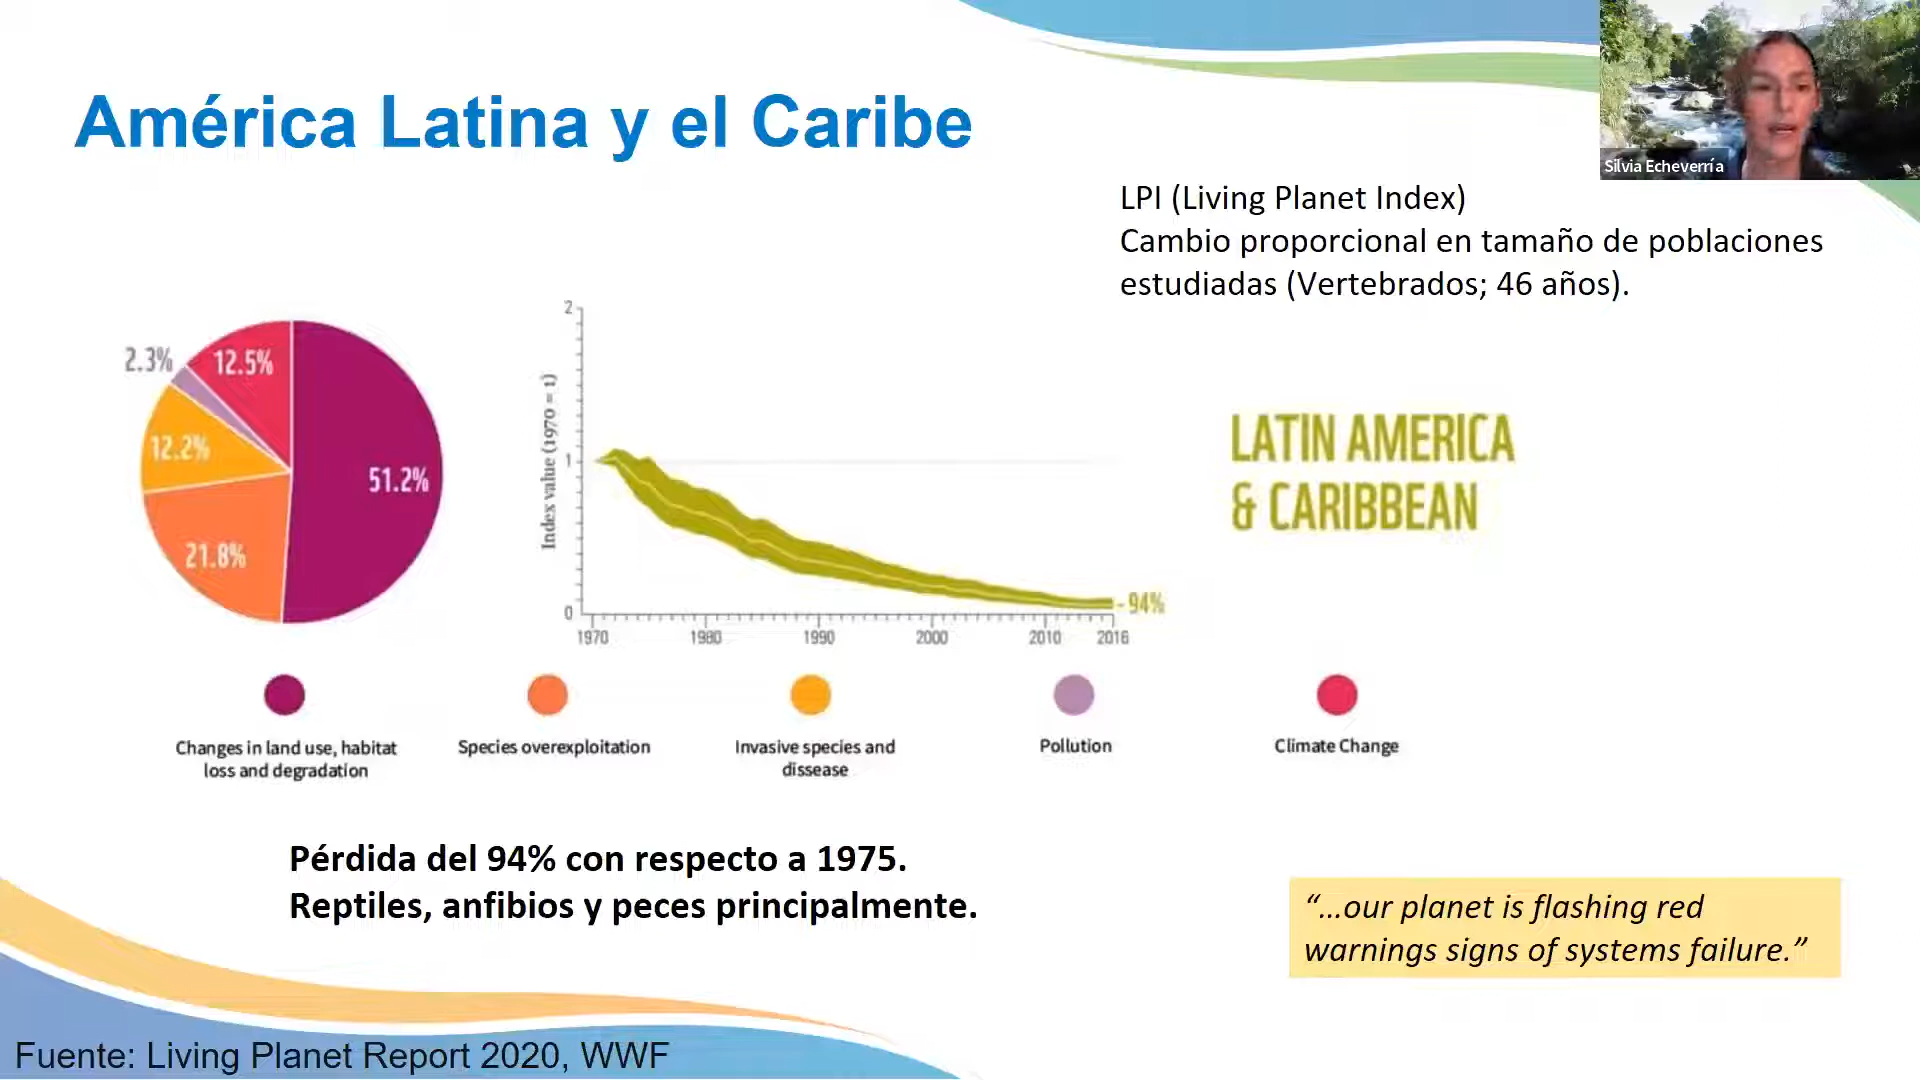 América Latina y el Caribe
Silvia Echeverría
LPI (Living Planet Index)
Cambio proporcional en tamaño de poblaciones
estudiadas (Vertebrados; 46 años).
2.3%
12.5%
12.2%
51.2%
21.8%
Index value (1970 = 1)
2
1
0
1970
1980
1990
2000
2010
2016
- 94%
LATIN AMERICA
& CARIBBEAN
Changes in land use, habitat
loss and degradation
Species overexploitation
Invasive species and
dissease
Pollution
Climate Change
Pérdida del 94% con respecto a 1975.
Reptiles, anfibios y peces principalmente.
“...our planet is flashing red
warnings signs of systems failure.”
Fuente: Living Planet Report 2020, WWF